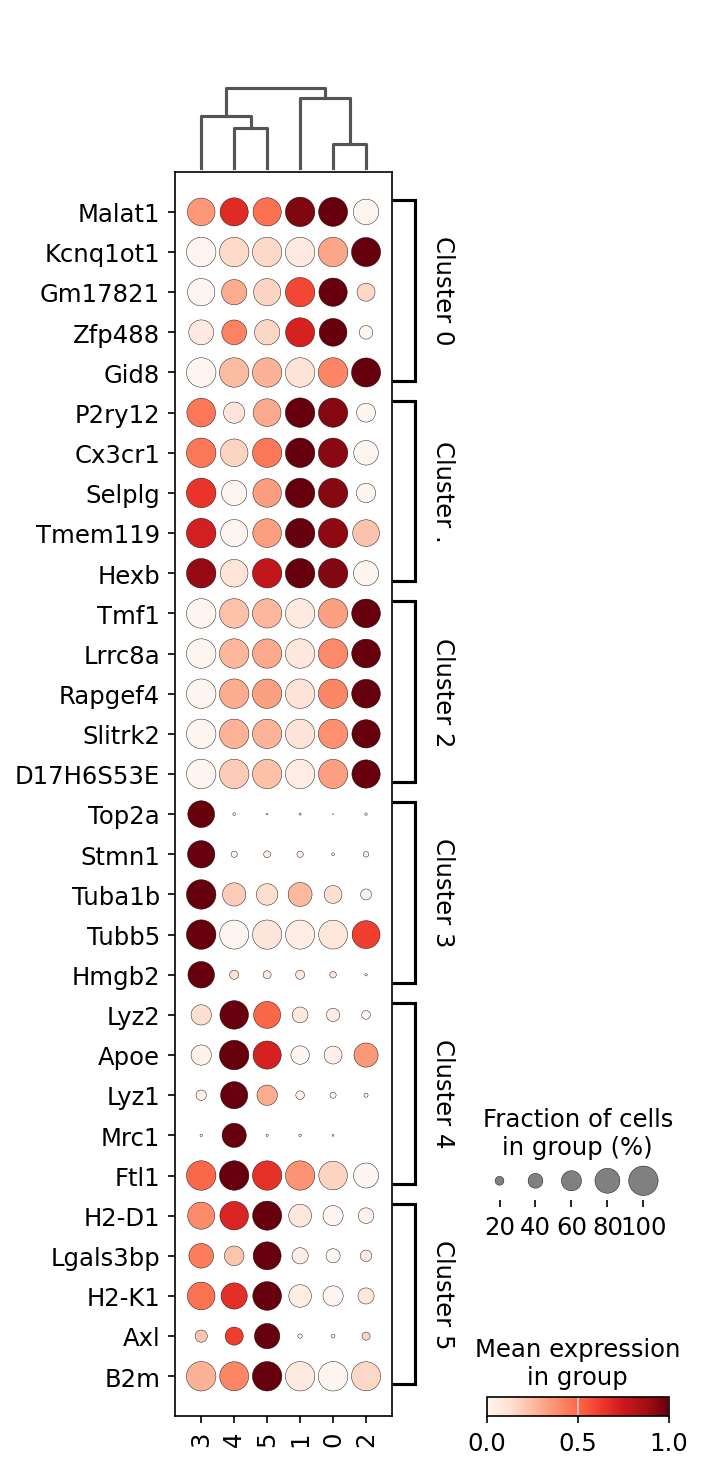 Malat1
Kcnq1ot1
Gm17821
Zfp488
Gid8
P2ry12
Cx3cr1
Selplg
Tmem119
Hexb
Tmf1
Lrrc8a
Rapgef4
Slitrk2
D17H6S53E
Top2a
Stmn1
Tuba1b
Tubb5
Hmgb2
Lyz2
Apoe
Lyz1
Mrc1
Ftl1
H2-D1
Lgals3bp
H2-K1
Axl
B2m
3 4 5 1 0 2
Cluster 0
Cluster .
Cluster 2
Cluster 3
Cluster 4
Cluster 5
Fraction of cells
in group (%)
20 40 60 80 100
Mean expression
in group
0.0 0.5 1.0